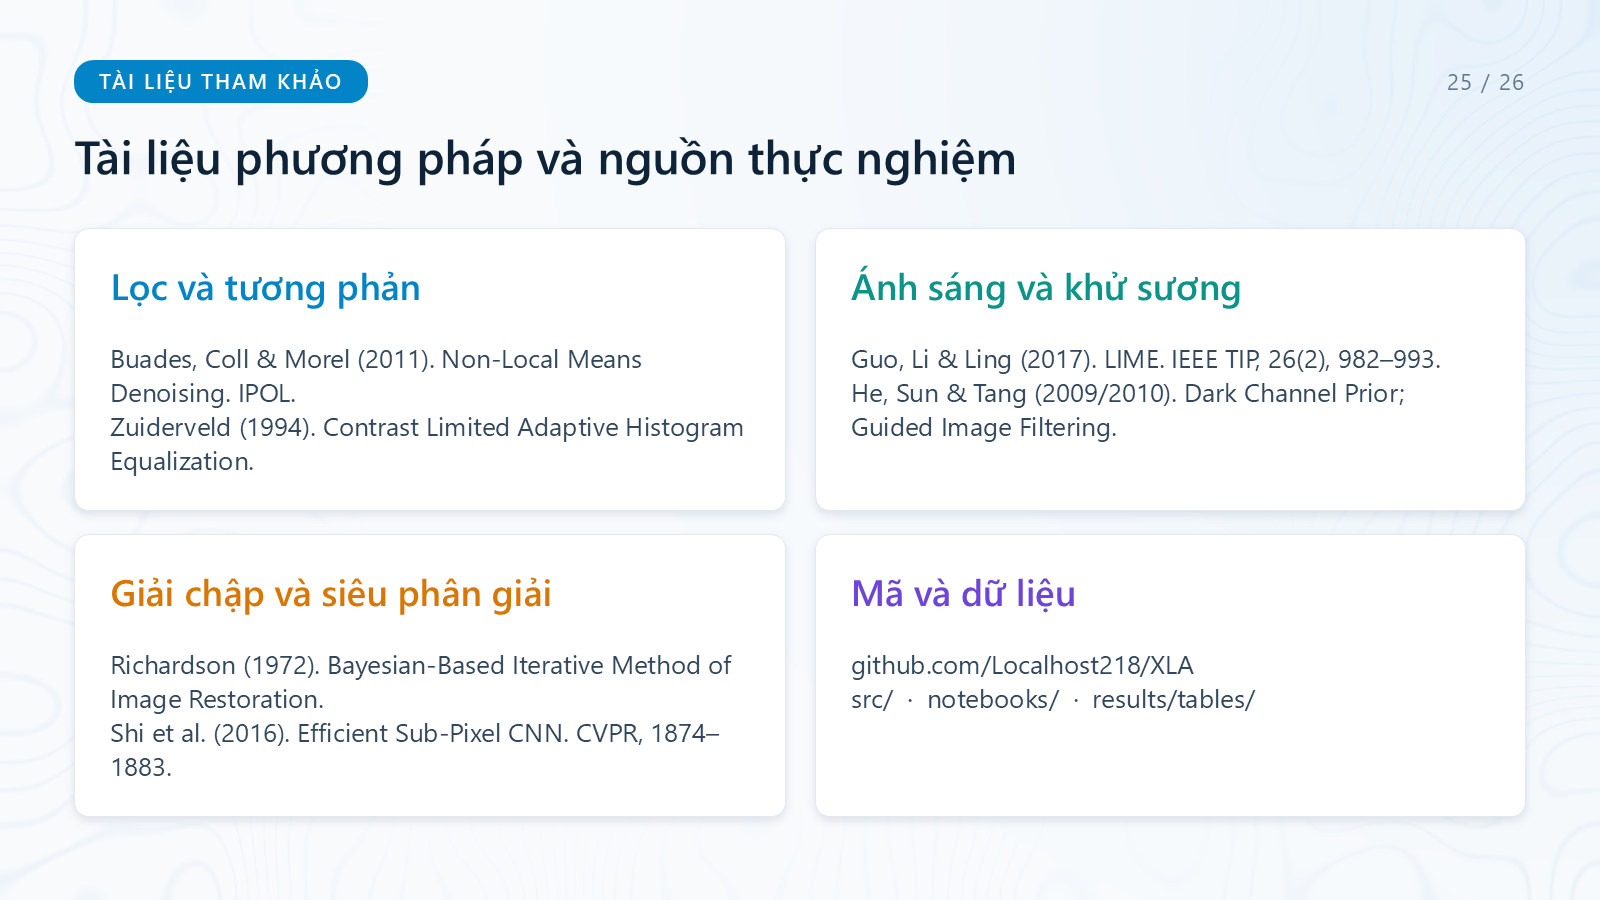 TÀI LIỆU THAM KHẢO
25 / 26
Tài liệu phương pháp và nguồn thực nghiệm
Lọc và tương phản
Buades, Coll & Morel (2011). Non-Local Means
Denoising. IPOL.
Zuiderveld (1994). Contrast Limited Adaptive Histogram
Equalization.
Ánh sáng và khử sương
Guo, Li & Ling (2017). LIME. IEEE TIP, 26(2), 982–993.
He, Sun & Tang (2009/2010). Dark Channel Prior;
Guided Image Filtering.
Giải chập và siêu phân giải
Richardson (1972). Bayesian-Based Iterative Method of
Image Restoration.
Shi et al. (2016). Efficient Sub-Pixel CNN. CVPR, 1874–
1883.
Mã và dữ liệu
github.com/Localhost218/XLA
src/ · notebooks/ · results/tables/